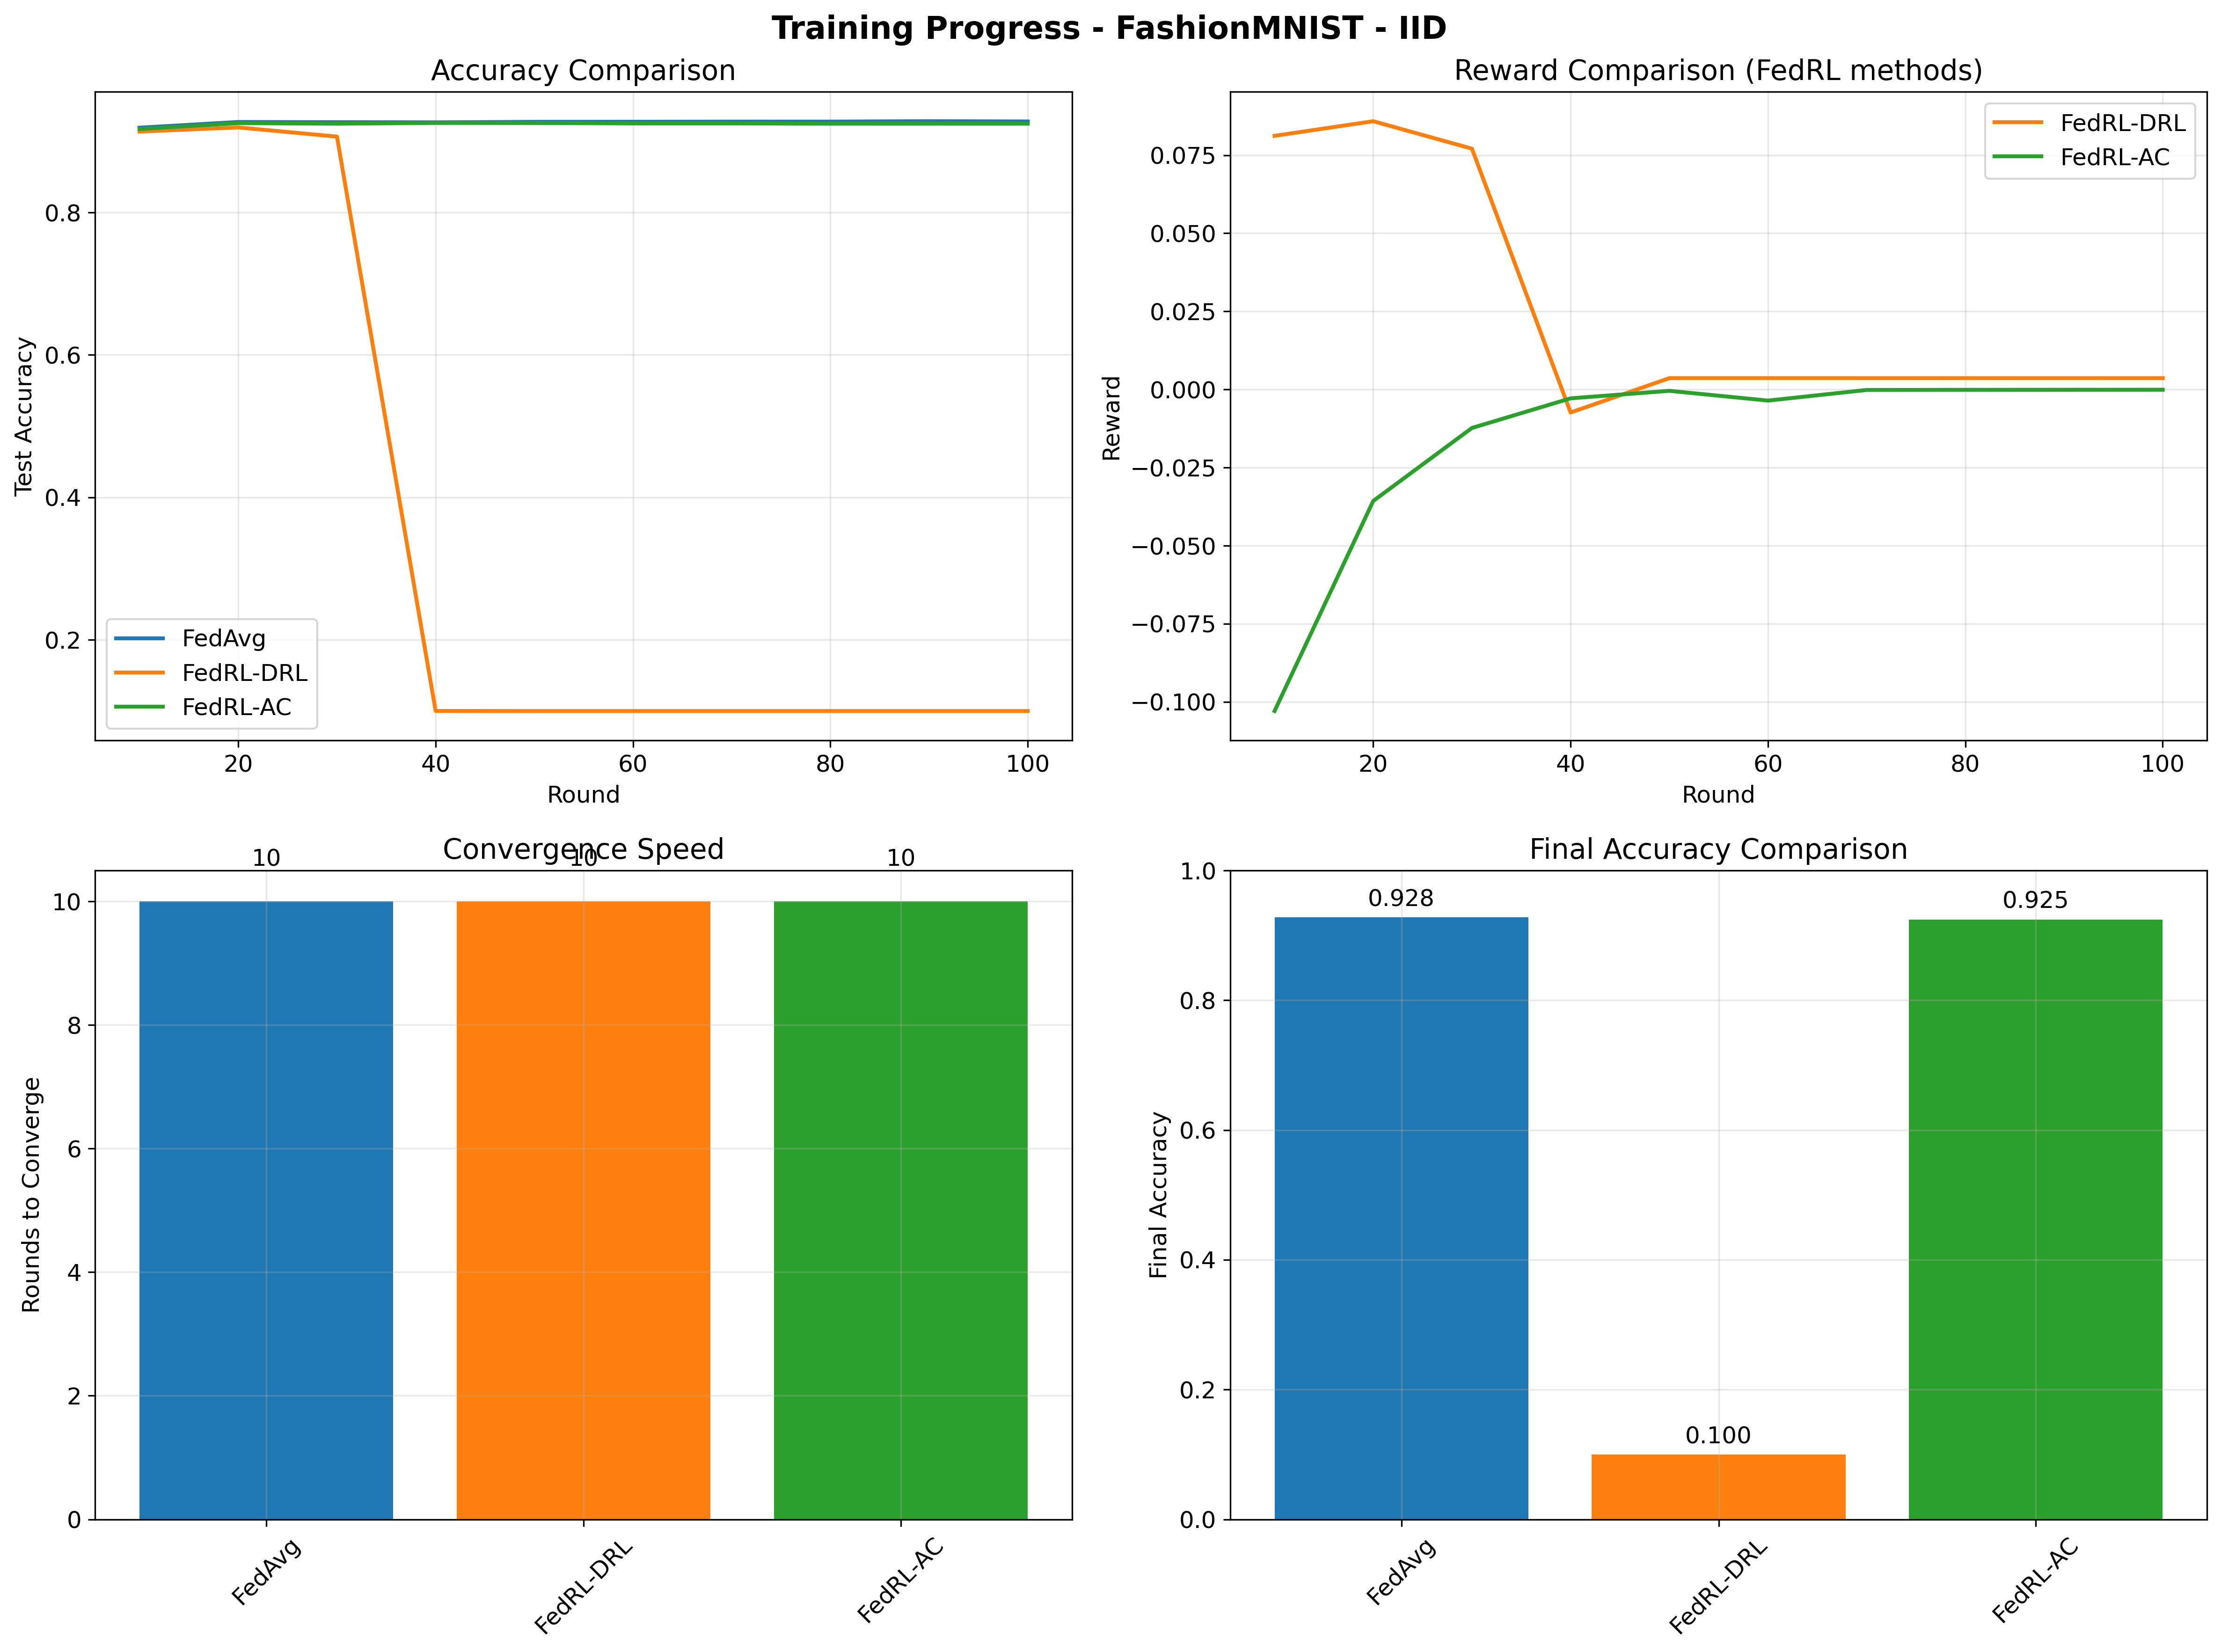 Training Progress - FashionMNIST - IID
Accuracy Comparison
Test Accuracy
0.8
0.6
0.4
0.2
FedAvg
FedRL-DRL
FedRL-AC
20 40 60 80 100
Round
Reward Comparison (FedRL methods)
Reward
0.075
0.050
0.025
0.000
−0.025
−0.050
−0.075
−0.100
FedRL-DRL
FedRL-AC
20 40 60 80 100
Round
Convergence Speed
10 10 10
Rounds to Converge
10
8
6
4
2
0
FedAvg FedRL-DRL FedRL-AC
Final Accuracy Comparison
Final Accuracy
1.0
0.8
0.6
0.4
0.2
0.0
0.928 0.100 0.925
FedAvg FedRL-DRL FedRL-AC